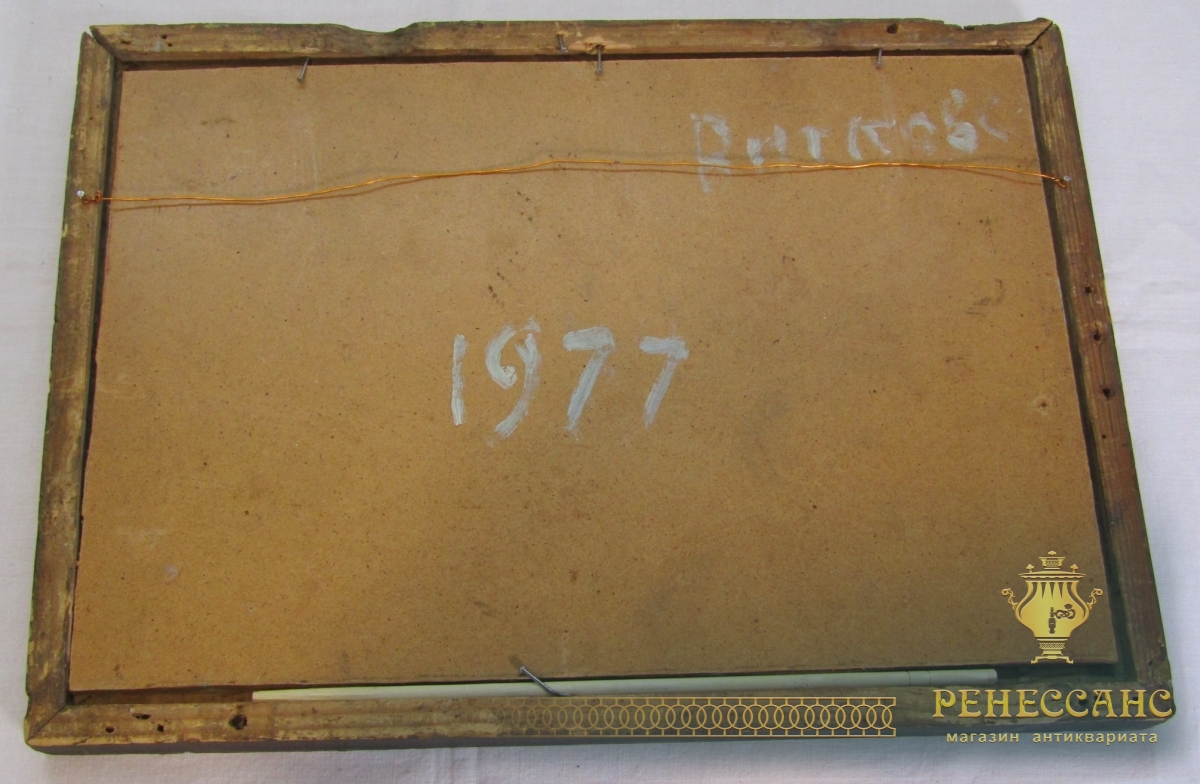 1977
РЕНЕССАНС
магазин антиквариата